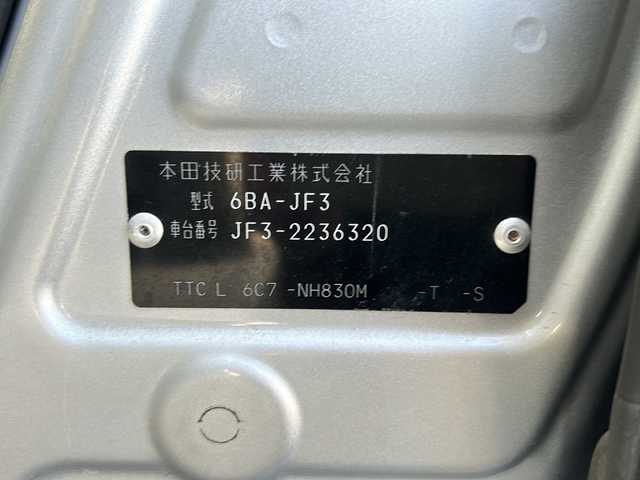 本田技研工業株式会社
型式 6BA-JF3
車台番号 JF3-2236320
TTC L 6C7 -NH830M -T -S